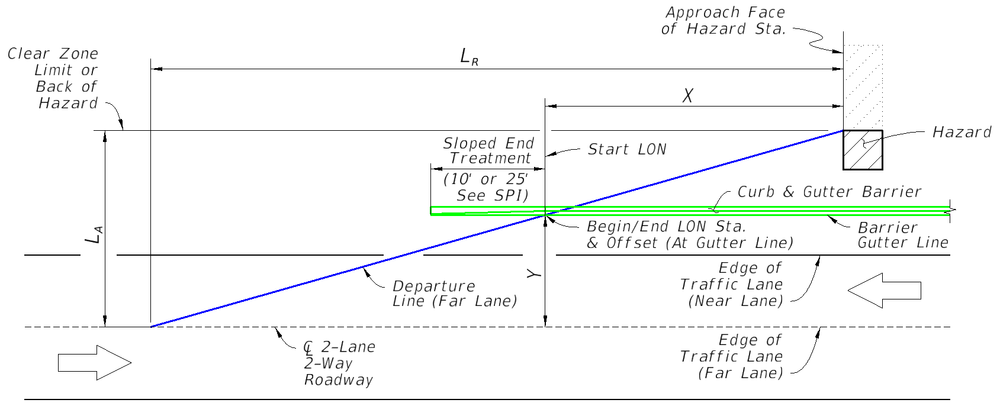 Approach Face
of Hazard Sta.
Clear Zone
Limit or
Back of
Hazard
LR
X
Hazard
Sloped End
Treatment
(10' or 25'
See SPI)
Start LON
Curb & Gutter Barrier
LA
Begin/End LON Sta.
& Offset (At Gutter Line)
Barrier
Gutter Line
Y
Departure
Line (Far Lane)
Edge of
Traffic Lane
(Near Lane)
℄ 2-Lane
2-Way
Roadway
Edge of
Traffic Lane
(Far Lane)